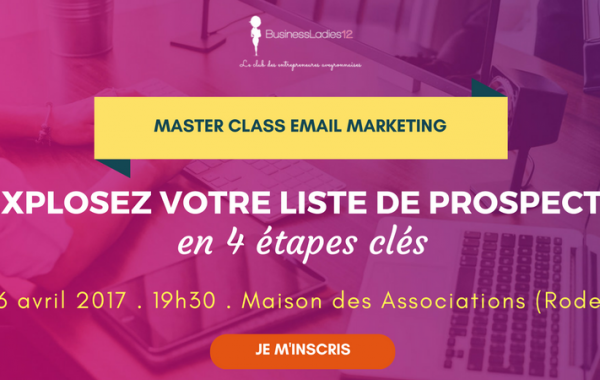 BusinessLadies12
Le club des entrepreneures aveyronnaises
MASTER CLASS EMAIL MARKETING
XPLOSEZ VOTRE LISTE DE PROSPECT
en 4 étapes clés
6 avril 2017 . 19h30 . Maison des Associations (Rode
JE M'INSCRIS